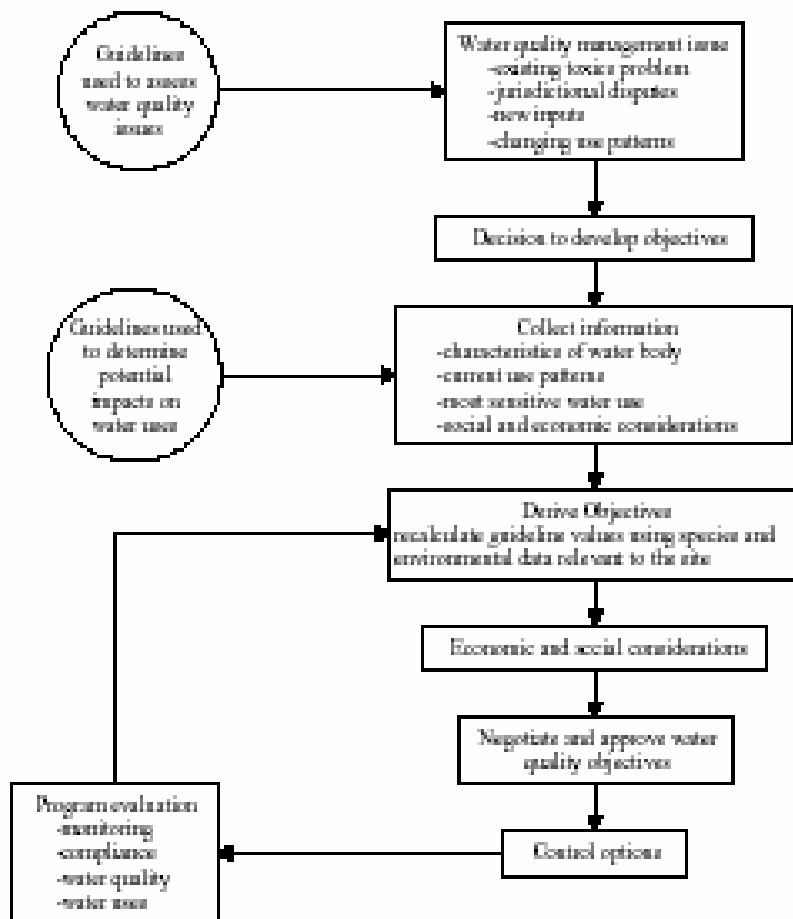 Guidelines
used to assess
water quality
issues
Water quality management issue
-existing toxics problem
-jurisdictional disputes
-new inputs
-changing use patterns
Decision to develop objectives
Guidelines used
to determine
potential
impacts on
water uses
Collect information
-characteristics of water body
-current use patterns
-most sensitive water use
-social and economic considerations
Derive Objectives
recalculate guideline values using species and
environmental data relevant to the site
Economic and social considerations
Negotiate and approve water
quality objectives
Control options
Program evaluation
-monitoring
-compliance
-water quality
-water uses